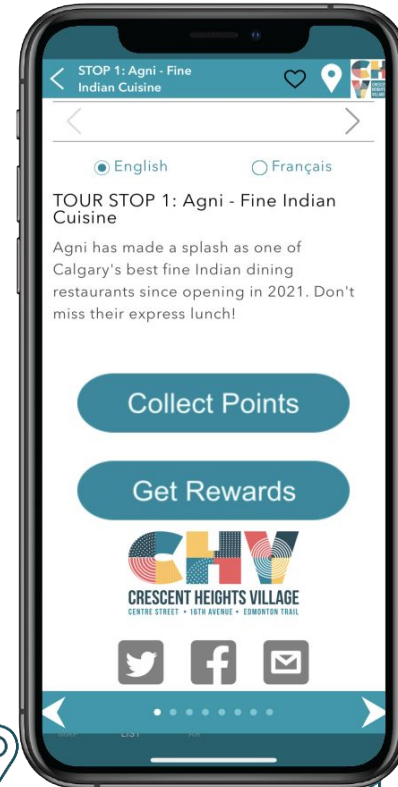 STOP 1: Agni - Fine
Indian Cuisine
English
Français
TOUR STOP 1: Agni - Fine Indian
Cuisine
Agni has made a splash as one of
Calgary's best fine Indian dining
restaurants since opening in 2021. Don't
miss their express lunch!
Collect Points
Get Rewards
CHV
CRESCENT HEIGHTS VILLAGE
CENTRE STREET • 16TH AVENUE • EDMONTON TRAIL
MAP
LIST
AR